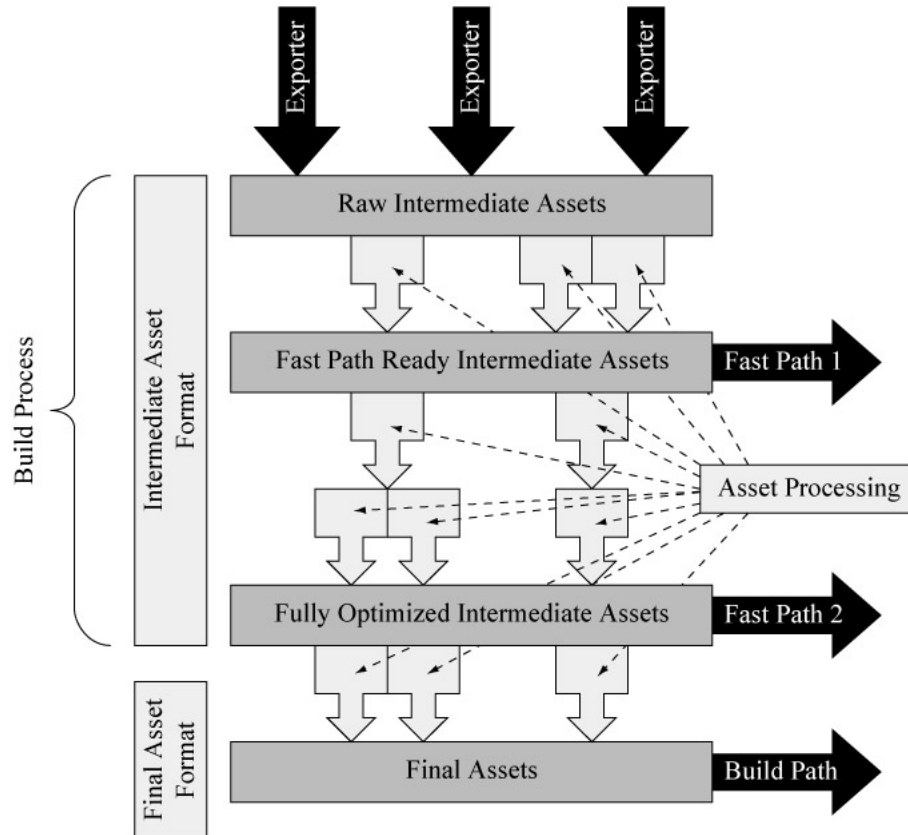 Exporter
Exporter
Exporter
Raw Intermediate Assets
Fast Path Ready Intermediate Assets
Fast Path 1
Build Process
Intermediate Asset
Format
Asset Processing
Fully Optimized Intermediate Assets
Fast Path 2
Final Asset
Format
Final Assets
Build Path